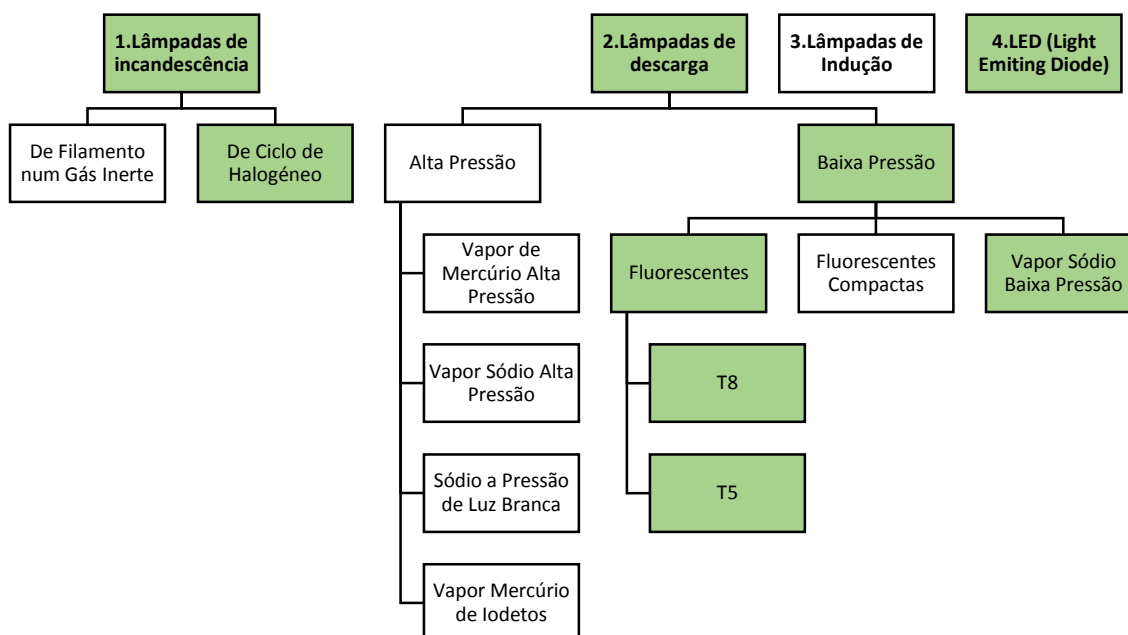 1.Lâmpadas de
incandescência
2.Lâmpadas de
descarga
3.Lâmpadas de
Indução
4.LED (Light
Emiting Diode)
De Filamento
num Gás Inerte
De Ciclo de
Halogéneo
Alta Pressão
Baixa Pressão
Vapor de
Mercúrio Alta
Pressão
Vapor Sódio Alta
Pressão
Sódio a Pressão
de Luz Branca
Vapor Mercúrio
de Iodetos
Fluorescentes
Fluorescentes
Compactas
Vapor Sódio
Baixa Pressão
T8
T5